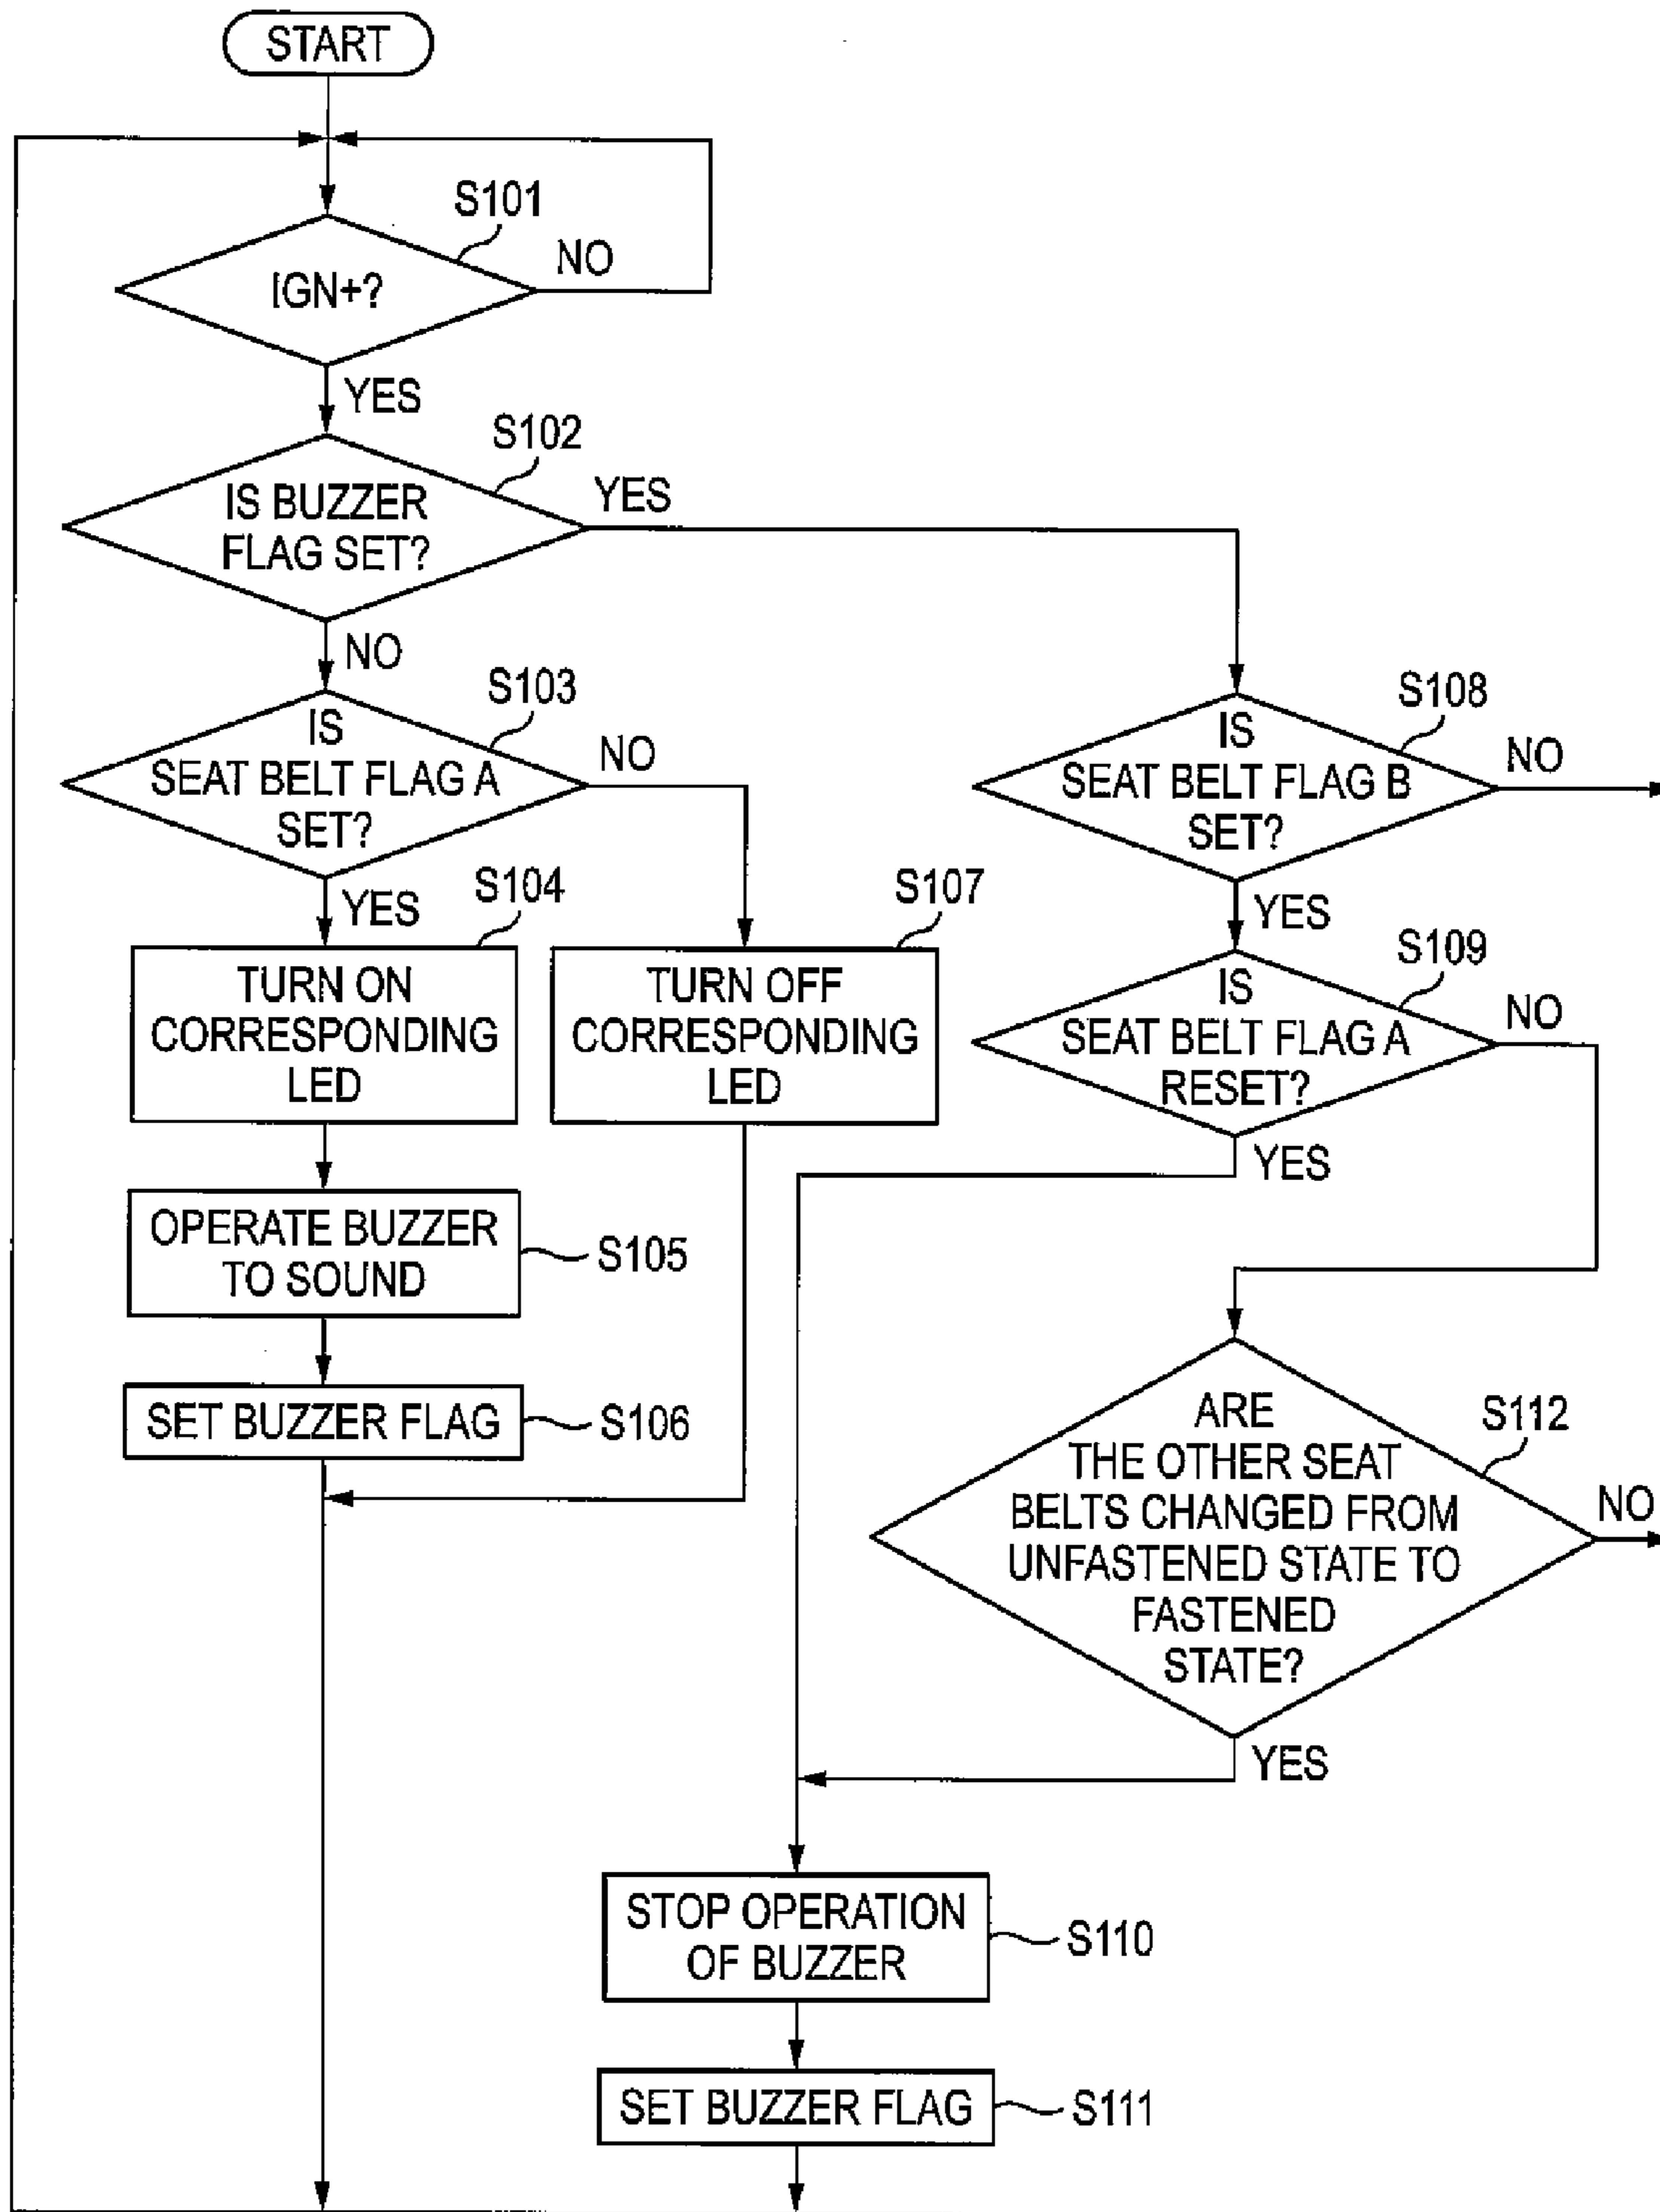 START
S101
IGN+?
NO
YES
S102
IS BUZZER
FLAG SET?
YES
NO
S103
IS
SEAT BELT FLAG A
SET?
NO
YES
S108
IS
SEAT BELT FLAG B
SET?
NO
YES
S104
TURN ON
CORRESPONDING
LED
S107
TURN OFF
CORRESPONDING
LED
S109
IS
SEAT BELT FLAG A
RESET?
NO
YES
OPERATE BUZZER
TO SOUND
S105
SET BUZZER FLAG
S106
S112
ARE
THE OTHER SEAT
BELTS CHANGED FROM
UNFASTENED STATE TO
FASTENED
STATE?
NO
YES
STOP OPERATION
OF BUZZER
S110
SET BUZZER FLAG
S111